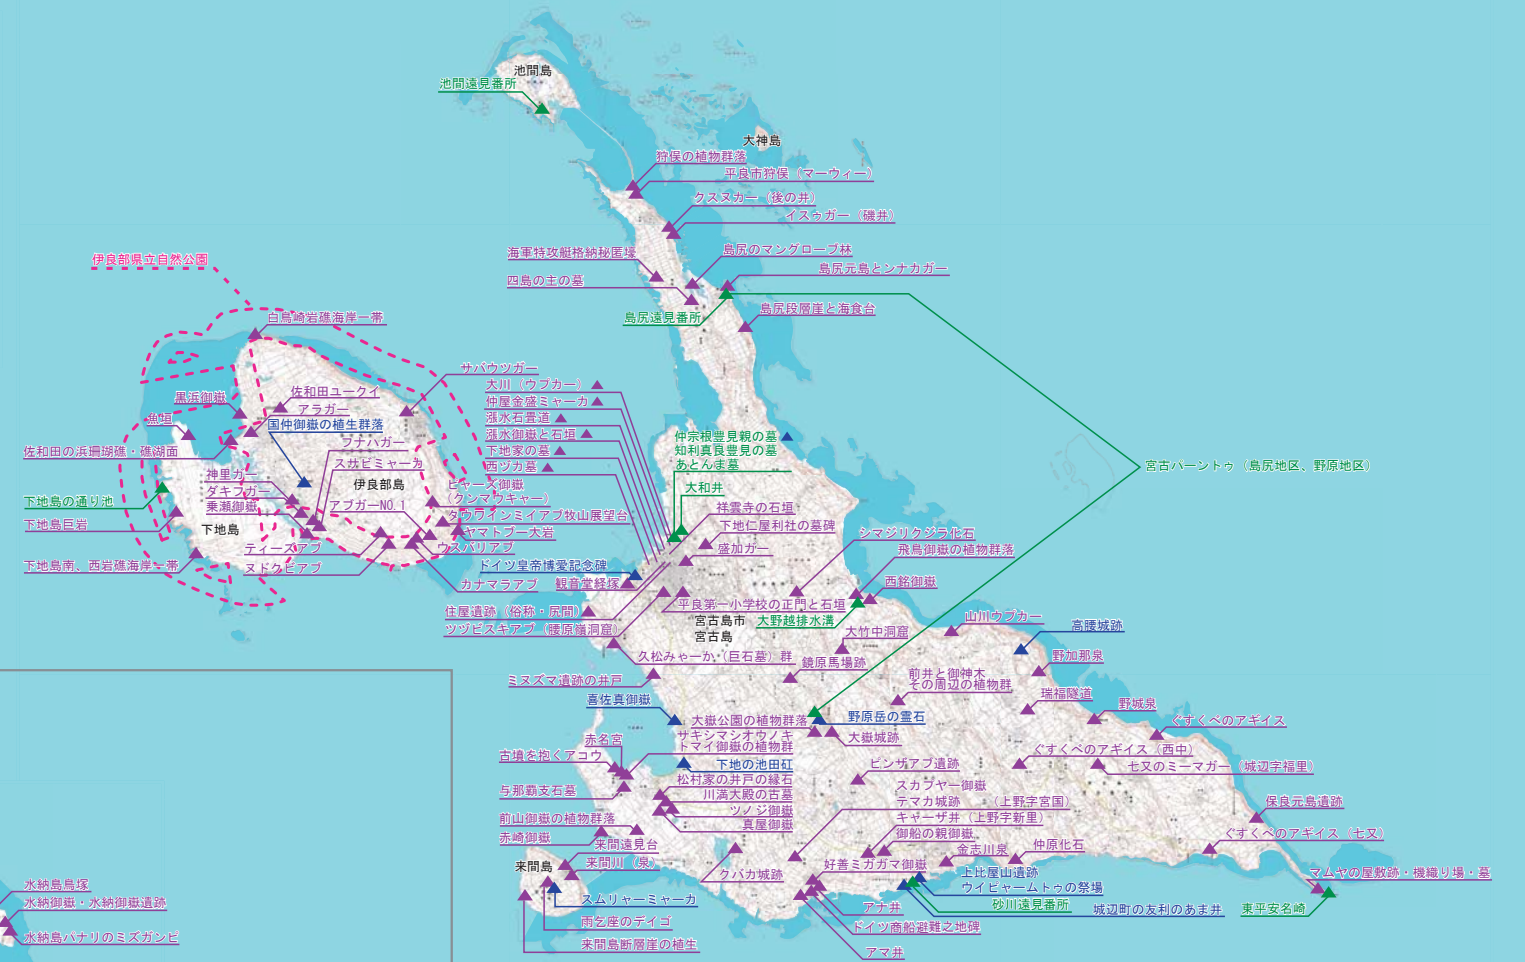 池間島
池間遠見番所
大神島
狩俣の植物群落
平良市狩俣（マーウィー）
クスヌカー（後の井）
イスゥガー（磯井）
海軍特攻艇格納秘匿壕
島尻のマングローブ林
四島の主の墓
島尻元島とンナカガー
島尻遠見番所
島尻段層崖と海食台
伊良部県立自然公園
白鳥崎岩礁海岸一帯
サバウツガー
大川（ウプカー）
仲屋金盛ミャーカ
漲水石畳道
漲水御嶽と石垣
下地家の墓
西ヅカ墓
黒浜御嶽
佐和田ユークイ
アラガー
魚垣
国仲御嶽の植生群落
フナハガー
佐和田の浜珊瑚礁・礁湖面
スサビミャーカ
神里ガー
ダキフガー
乗瀬御嶽
伊良部島
ピャーズ御嶽
（クンマウキャー）
アブガーNO.1
下地島の通り池
下地島巨岩
下地島
タウワインミイアブ牧山展望台
ヤマトブー大岩
ティーズアブ
ウスバリアブ
下地島南、西岩礁海岸一帯
ヌドクビアブ
カナマラアブ
仲宗根豊見親の墓
知利真良豊見の墓
あとんま墓
大和井
宮古パーントゥ（島尻地区、野原地区）
祥雲寺の石垣
下地仁屋利社の墓碑
シマジリクジラ化石
盛加ガー
飛鳥御嶽の植物群落
ドイツ皇帝博愛記念碑
観音堂経塚
西銘御嶽
住屋遺跡（俗称・尻間）
平良第一小学校の正門と石垣
宮古島市
宮古島
大野越排水溝
ツヅピスキアブ（腰原嶺洞窟）
大竹中洞窟
山川ウプカー
高腰城跡
久松みゃーか（巨石墓）群
鏡原馬場跡
野加那泉
ミヌズマ遺跡の井戸
前井と御神木
その周辺の植物群
喜佐真御嶽
瑞福隧道
野城泉
大嶽公園の植物群落
野原岳の霊石
ぐすくべのアギイス
サキシマシオウノキ
大嶽城跡
赤名宮
トマイ御嶽の植物群
ぐすくべのアギイス（西中）
古墳を抱くアコウ
下地の池田矼
ピンザアブ遺跡
七又のミーマガー（城辺字福里）
松村家の井戸の縁石
スカプヤー御嶽
与那覇支石墓
川満大殿の古墓
テマカ城跡
（上野字宮国）
保良元島遺跡
ツノジ御嶽
キャーザ井（上野字新里）
前山御嶽の植物群落
真屋御嶽
御船の親御嶽
ぐすくべのアギイス（七又）
赤崎御嶽
来間遠見台
金志川泉
仲原化石
来間島
来間川（泉）
クバカ城跡
好善ミガガマ御嶽
上比屋山遺跡
ウイピャームトゥの祭場
マムヤの屋敷跡・機織り場・墓
スムリャーミャーカ
アナ井
砂川遠見番所
城辺町の友利のあま井
東平安名崎
雨乞座のデイゴ
ドイツ商船避難之地碑
来間島断層崖の植生
アマ井
水納島鳥塚
水納御嶽・水納御嶽遺跡
水納島パナリのミズガンピ